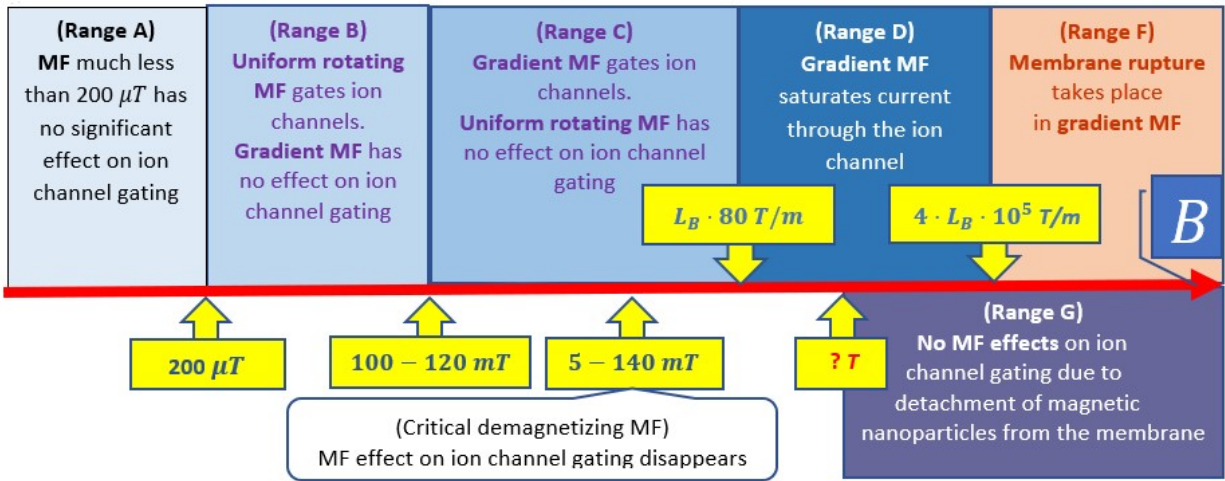 (Range A)
MF much less
than 200 μT has
no significant
effect on ion
channel gating
(Range B)
Uniform rotating
MF gates ion
channels.
Gradient MF has
no effect on ion
channel gating
(Range C)
Gradient MF gates ion
channels.
Uniform rotating MF has
no effect on ion channel
gating
(Range D)
Gradient MF
saturates current
through the ion
channel
(Range F)
Membrane rupture
takes place
in gradient MF
L_B · 80 T/m
4 · L_B · 10⁵ T/m
B
200 μT
100 − 120 mT
5 − 140 mT
? T
(Critical demagnetizing MF)
MF effect on ion channel gating disappears
(Range G)
No MF effects on ion
channel gating due to
detachment of magnetic
nanoparticles from the membrane